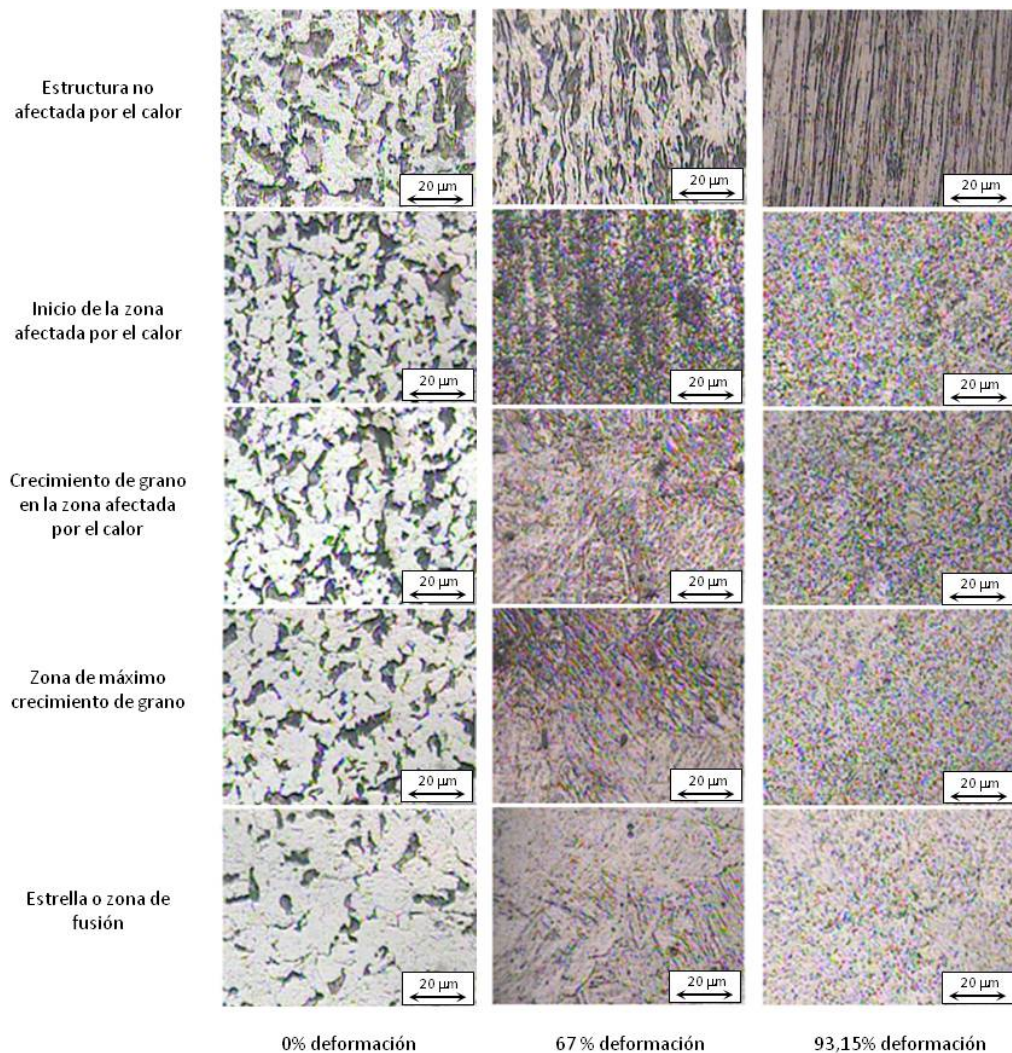 Estructura no
afectada por el calor
20 µm
20 µm
20 µm
Inicio de la zona
afectada por el calor
20 µm
20 µm
20 µm
Crecimiento de grano
en la zona afectada
por el calor
20 µm
20 µm
20 µm
Zona de máximo
crecimiento de grano
20 µm
20 µm
20 µm
Estrella o zona de
fusión
20 µm
20 µm
20 µm
0% deformación
67 % deformación
93,15% deformación